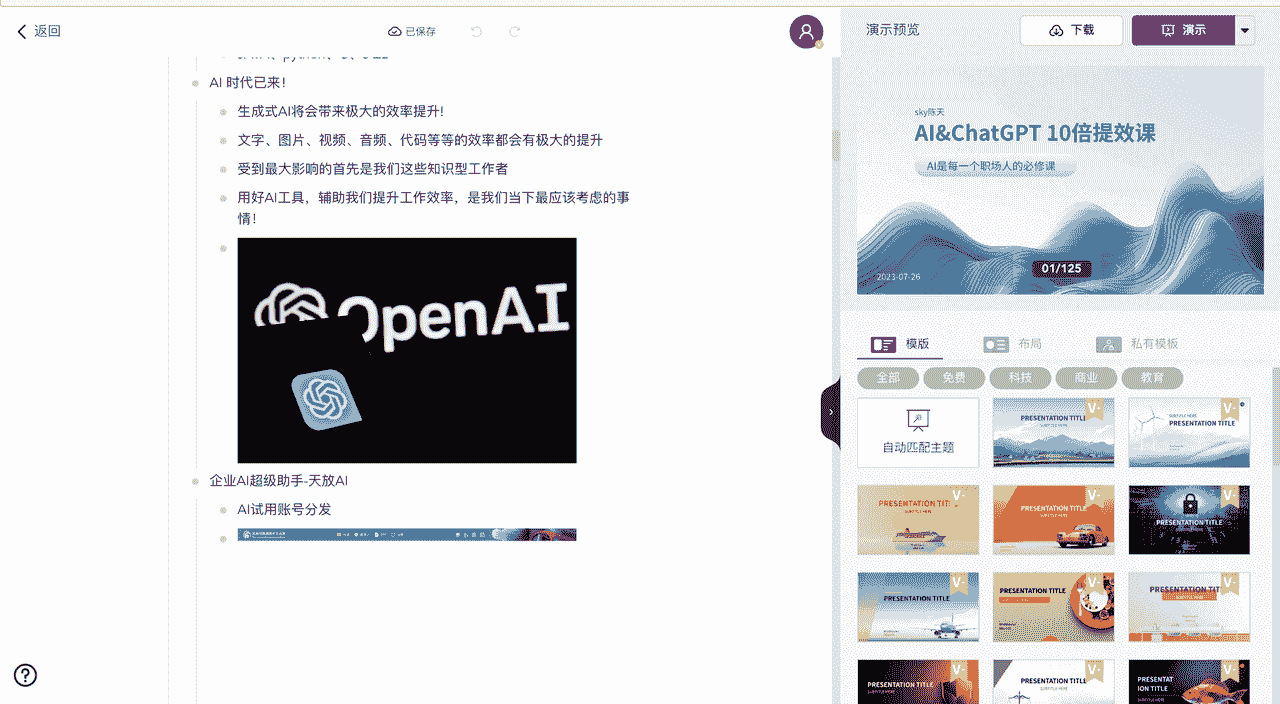 返回
已保存
AI 时代已来！
生成式AI将会带来极大的效率提升！
文字、图片、视频、音频、代码等等的效率都会有极大的提升
受到最大影响的首先是我们这些知识型工作者
用好AI工具，辅助我们提升工作效率，是我们当下最应该考虑的事
情！
OpenAI
企业AI超级助手-天放AI
AI试用账号分发
演示预览
下载
演示
sky陈天
AI&ChatGPT 10倍提效课
AI是每一个职场人的必修课
2023-07-26
01/125
模版
布局
私有模板
全部
免费
科技
商业
教育
自动匹配主题
PRESENTATION TITLE
PRESENTATION TITLE
PRESENTATION TITLE
PRESENTATION TITLE
PRESENTATION TITLE
PRESENTATION TITLE
PRESENTATION TITLE
PRESENTATION TIT
PRESENTATION TITLE
PRESENTATION TITLE
PRESENTAT
ION TITLE